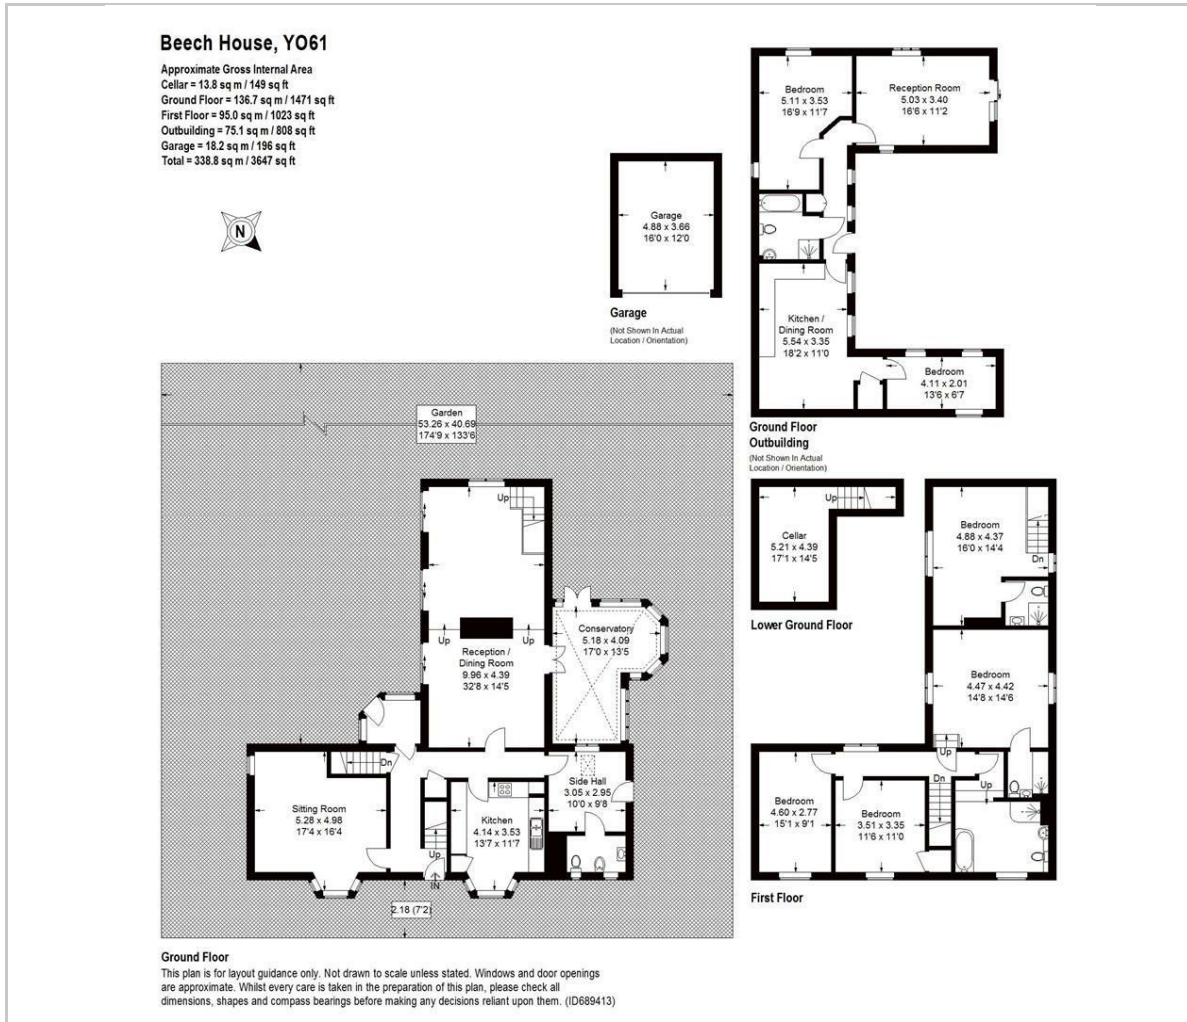 Beech House, YO61
Approximate Gross Internal Area
Cellar = 13.8 sq m / 149 sq ft
Ground Floor = 136.7 sq m / 1471 sq ft
First Floor = 95.0 sq m / 1023 sq ft
Outbuilding = 75.1 sq m / 808 sq ft
Garage = 18.2 sq m / 196 sq ft
Total = 338.8 sq m / 3647 sq ft
N
Garage
4.88 x 3.66
16'0 x 12'0
Garage
(Not Shown In Actual
Location / Orientation)
Bedroom
5.11 x 3.53
16'9 x 11'7
Reception Room
5.03 x 3.40
16'6 x 11'2
Kitchen /
Dining Room
5.54 x 3.35
18'2 x 11'0
Bedroom
4.11 x 2.01
13'6 x 6'7
Ground Floor
Outbuilding
(Not Shown In Actual
Location / Orientation)
Garden
53.26 x 40.69
174'9 x 133'6
Up
Up
Up
Reception /
Dining Room
9.96 x 4.39
32'8 x 14'5
Conservatory
5.18 x 4.09
17'0 x 13'5
Dn
Sitting Room
5.28 x 4.98
17'4 x 16'4
Up
IN
Kitchen
4.14 x 3.53
13'7 x 11'7
Side Hall
3.05 x 2.95
10'0 x 9'8
2.18 (7'2)
Up
Cellar
5.21 x 4.39
17'1 x 14'5
Lower Ground Floor
Bedroom
4.88 x 4.37
16'0 x 14'4
Dn
Bedroom
4.47 x 4.42
14'8 x 14'6
Up
Dn
Up
Bedroom
4.60 x 2.77
15'1 x 9'1
Bedroom
3.51 x 3.35
11'6 x 11'0
First Floor
Ground Floor
This plan is for layout guidance only. Not drawn to scale unless stated. Windows and door openings
are approximate. Whilst every care is taken in the preparation of this plan, please check all
dimensions, shapes and compass bearings before making any decisions reliant upon them. (ID689413)